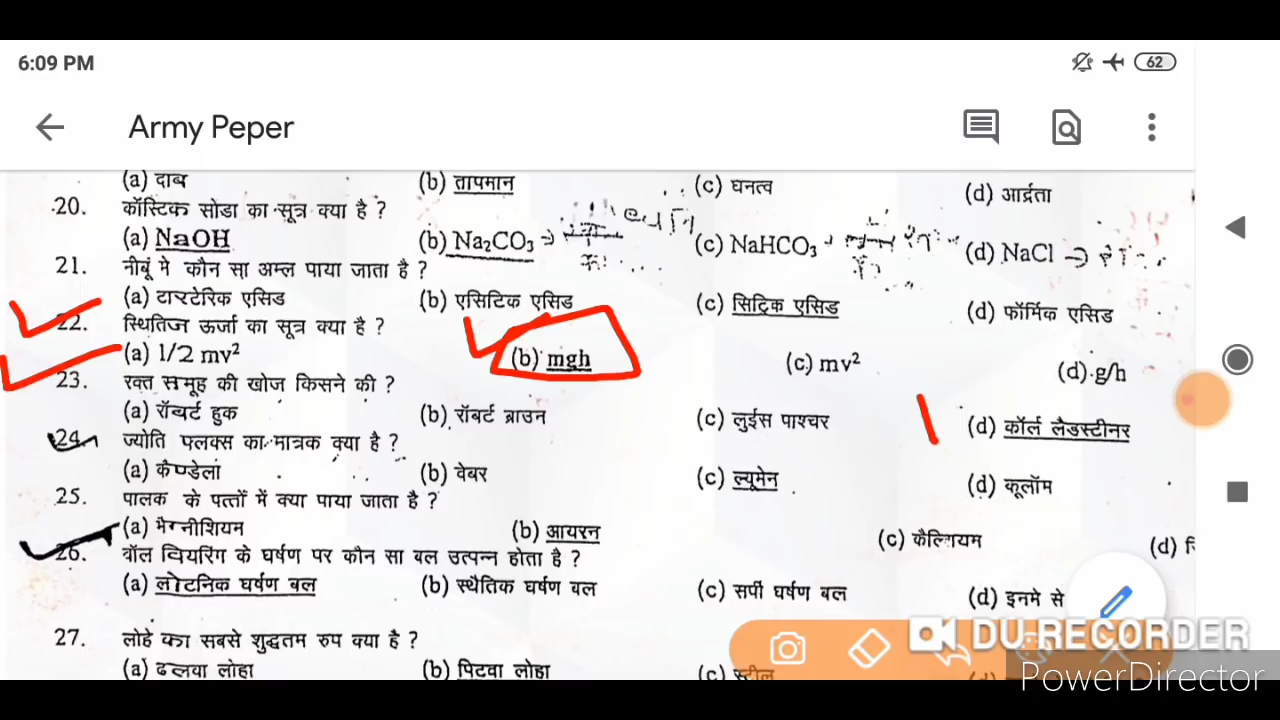 6:09 PM 62
Army Peper
(a) दाब (b) तापमान (c) घनत्व (d) आर्द्रता
20. कॉस्टिक सोडा का सूत्र क्या है ?
(a) NaOH (b) Na₂CO₃ → (c) NaHCO₃ → (d) NaCl →
21. नीबूं मे कौन सा अम्ल पाया जाता है ?
(a) टारटेरिक एसिड (b) एसिटिक एसिड (c) सिट्रिक एसिड (d) फॉर्मिक एसिड
22. स्थितिज ऊर्जा का सूत्र क्या है ?
(a) 1/2 mv² (b) mgh (c) mv² (d) g/h
23. रक्त समूह की खोज किसने की ?
(a) रॉबर्ट हुक (b) रॉबर्ट ब्राउन (c) लुईस पाश्चर (d) कॉर्ल लैडस्टीनर
24. ज्योति फ्लक्स का मात्रक क्या है ?
(a) कैण्डेला (b) वेबर (c) ल्यूमेन (d) कूलॉम
25. पालक के पत्तों में क्या पाया जाता है ?
(a) मैग्नीशियम (b) आयरन (c) कैल्शियम (d)
26. बॉल बियरिंग के घर्षण पर कौन सा बल उत्पन्न होता है ?
(a) लोटनिक घर्षण बल (b) स्थैतिक घर्षण बल (c) सर्पी घर्षण बल (d) इनमे से
27. लोहे का सबसे शुद्धतम रुप क्या है ?
(a) ढलवा लोहा (b) पिटवा लोहा (c) स्टील
DU RECORDER
PowerDirector